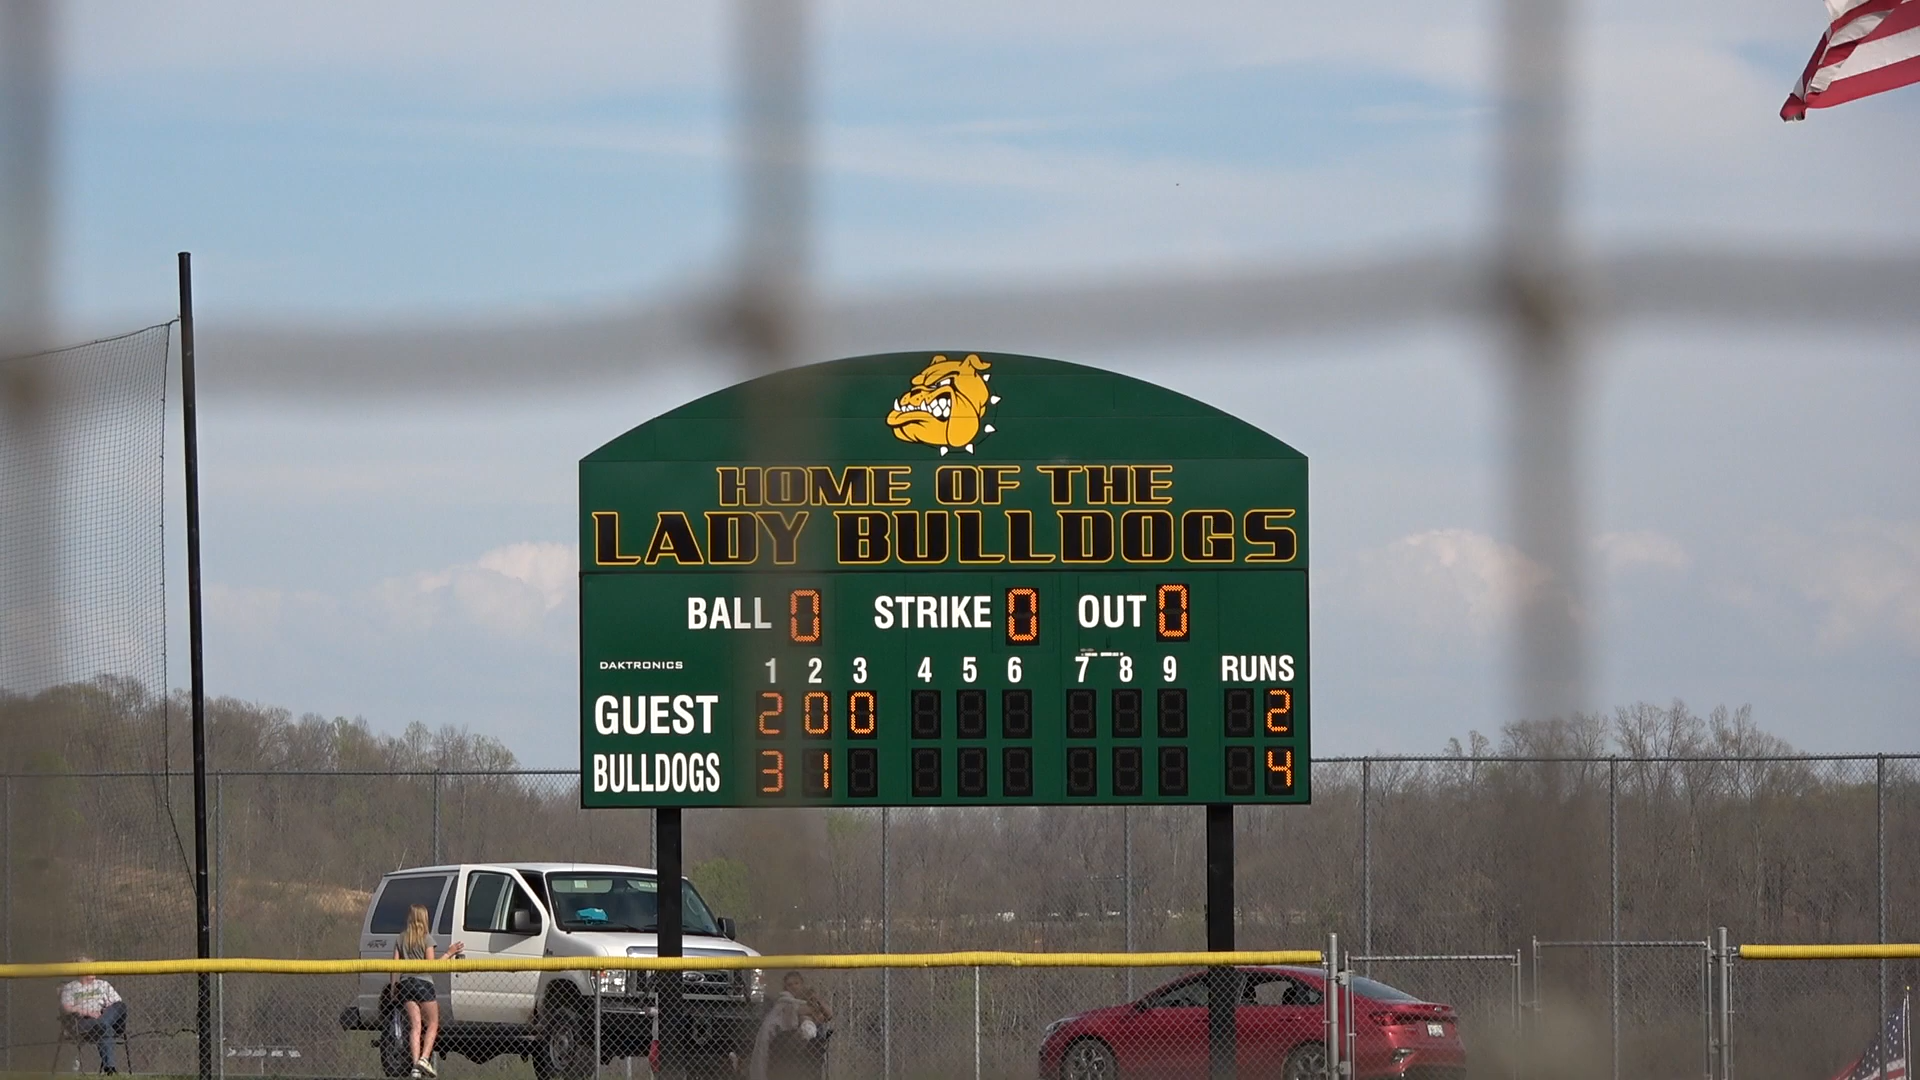 HOME OF THE
LADY BULLDOGS
BALL 0 STRIKE 0 OUT 0
DAKTRONICS 1 2 3 4 5 6 7 8 9 RUNS
GUEST 2 0 0 2
BULLDOGS 3 1 4